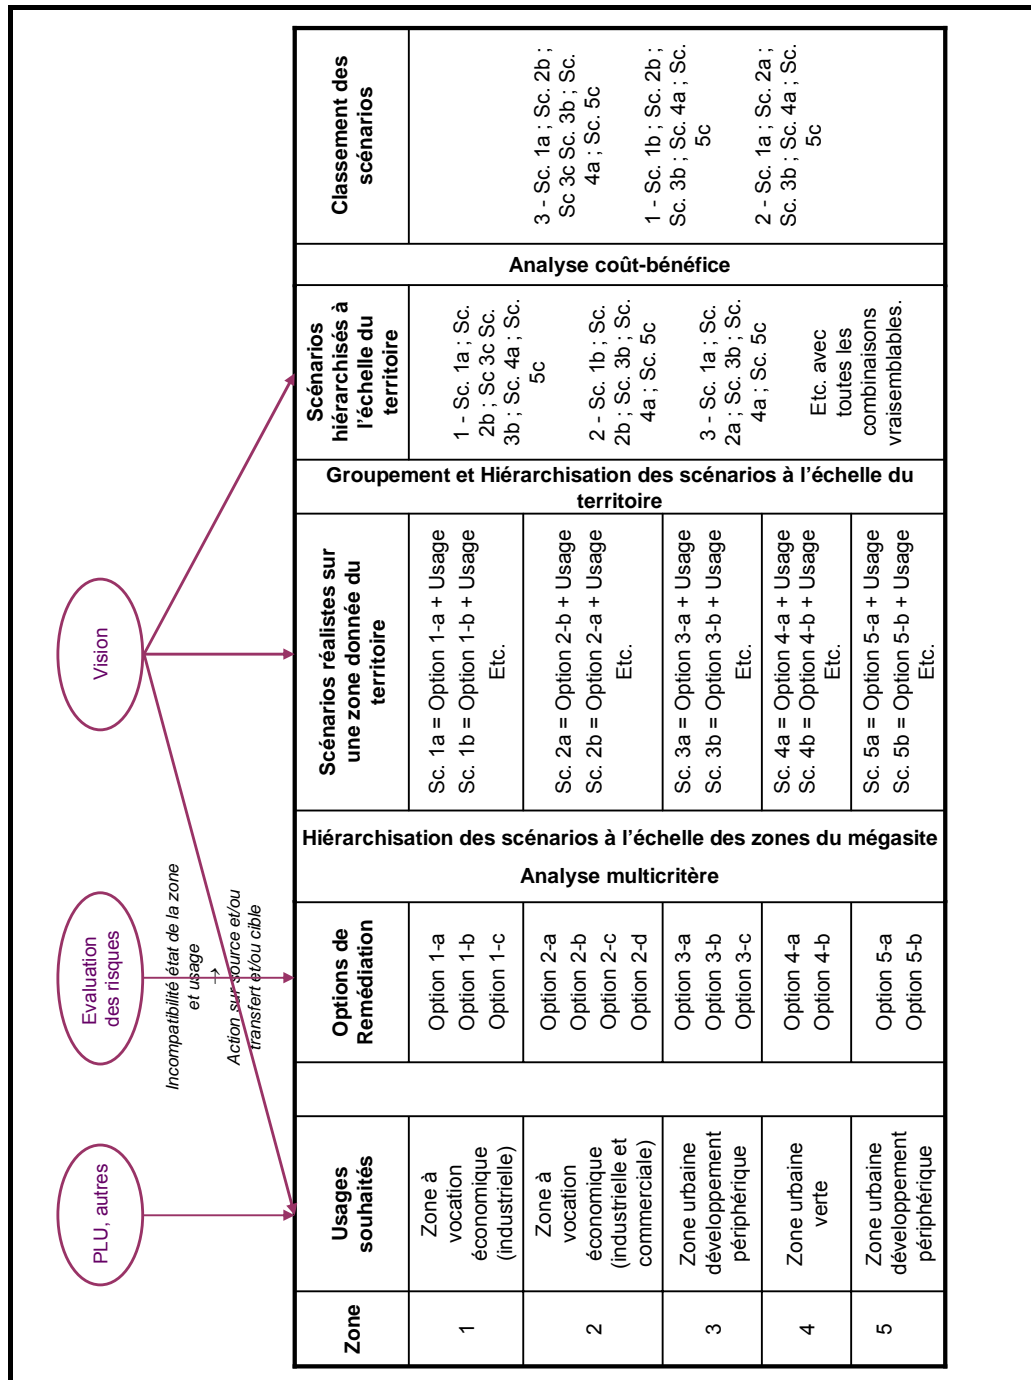 PLU, autres
Evaluation
des risques
Vision
Incompatibilité état de la zone
et usage
→
Action sur source et/ou
transfert et/ou cible
Zone
Usages
souhaités
Options de
Remédiation
Hiérarchisation des scénarios à l'échelle des zones du mégasite
Analyse multicritère
Scénarios réalistes sur
une zone donnée du
territoire
Groupement et Hiérarchisation des scénarios à l'échelle du
territoire
Scénarios
hiérarchisés à
l'échelle du
territoire
Analyse coût-bénéfice
Classement des
scénarios
1
Zone à
vocation
économique
(industrielle)
Option 1-a
Option 1-b
Option 1-c
Sc. 1a = Option 1-a + Usage
Sc. 1b = Option 1-b + Usage
Etc.
2
Zone à
vocation
économique
(industrielle et
commerciale)
Option 2-a
Option 2-b
Option 2-c
Option 2-d
Sc. 2a = Option 2-b + Usage
Sc. 2b = Option 2-a + Usage
Etc.
3
Zone urbaine
développement
périphérique
Option 3-a
Option 3-b
Option 3-c
Sc. 3a = Option 3-a + Usage
Sc. 3b = Option 3-b + Usage
Etc.
4
Zone urbaine
verte
Option 4-a
Option 4-b
Sc. 4a = Option 4-a + Usage
Sc. 4b = Option 4-b + Usage
Etc.
5
Zone urbaine
développement
périphérique
Option 5-a
Option 5-b
Sc. 5a = Option 5-a + Usage
Sc. 5b = Option 5-b + Usage
Etc.
1 - Sc. 1a ; Sc.
2b ; Sc 3c Sc.
3b ; Sc. 4a ; Sc.
5c
2 - Sc. 1b ; Sc.
2b ; Sc. 3b ; Sc.
4a ; Sc. 5c
3 - Sc. 1a ; Sc.
2a ; Sc. 3b ; Sc.
4a ; Sc. 5c
Etc. avec
toutes les
combinaisons
vraisemblables.
3 - Sc. 1a ; Sc. 2b ;
Sc 3c Sc. 3b ; Sc.
4a ; Sc. 5c
1 - Sc. 1b ; Sc. 2b ;
Sc. 3b ; Sc. 4a ; Sc.
5c
2 - Sc. 1a ; Sc. 2a ;
Sc. 3b ; Sc. 4a ; Sc.
5c